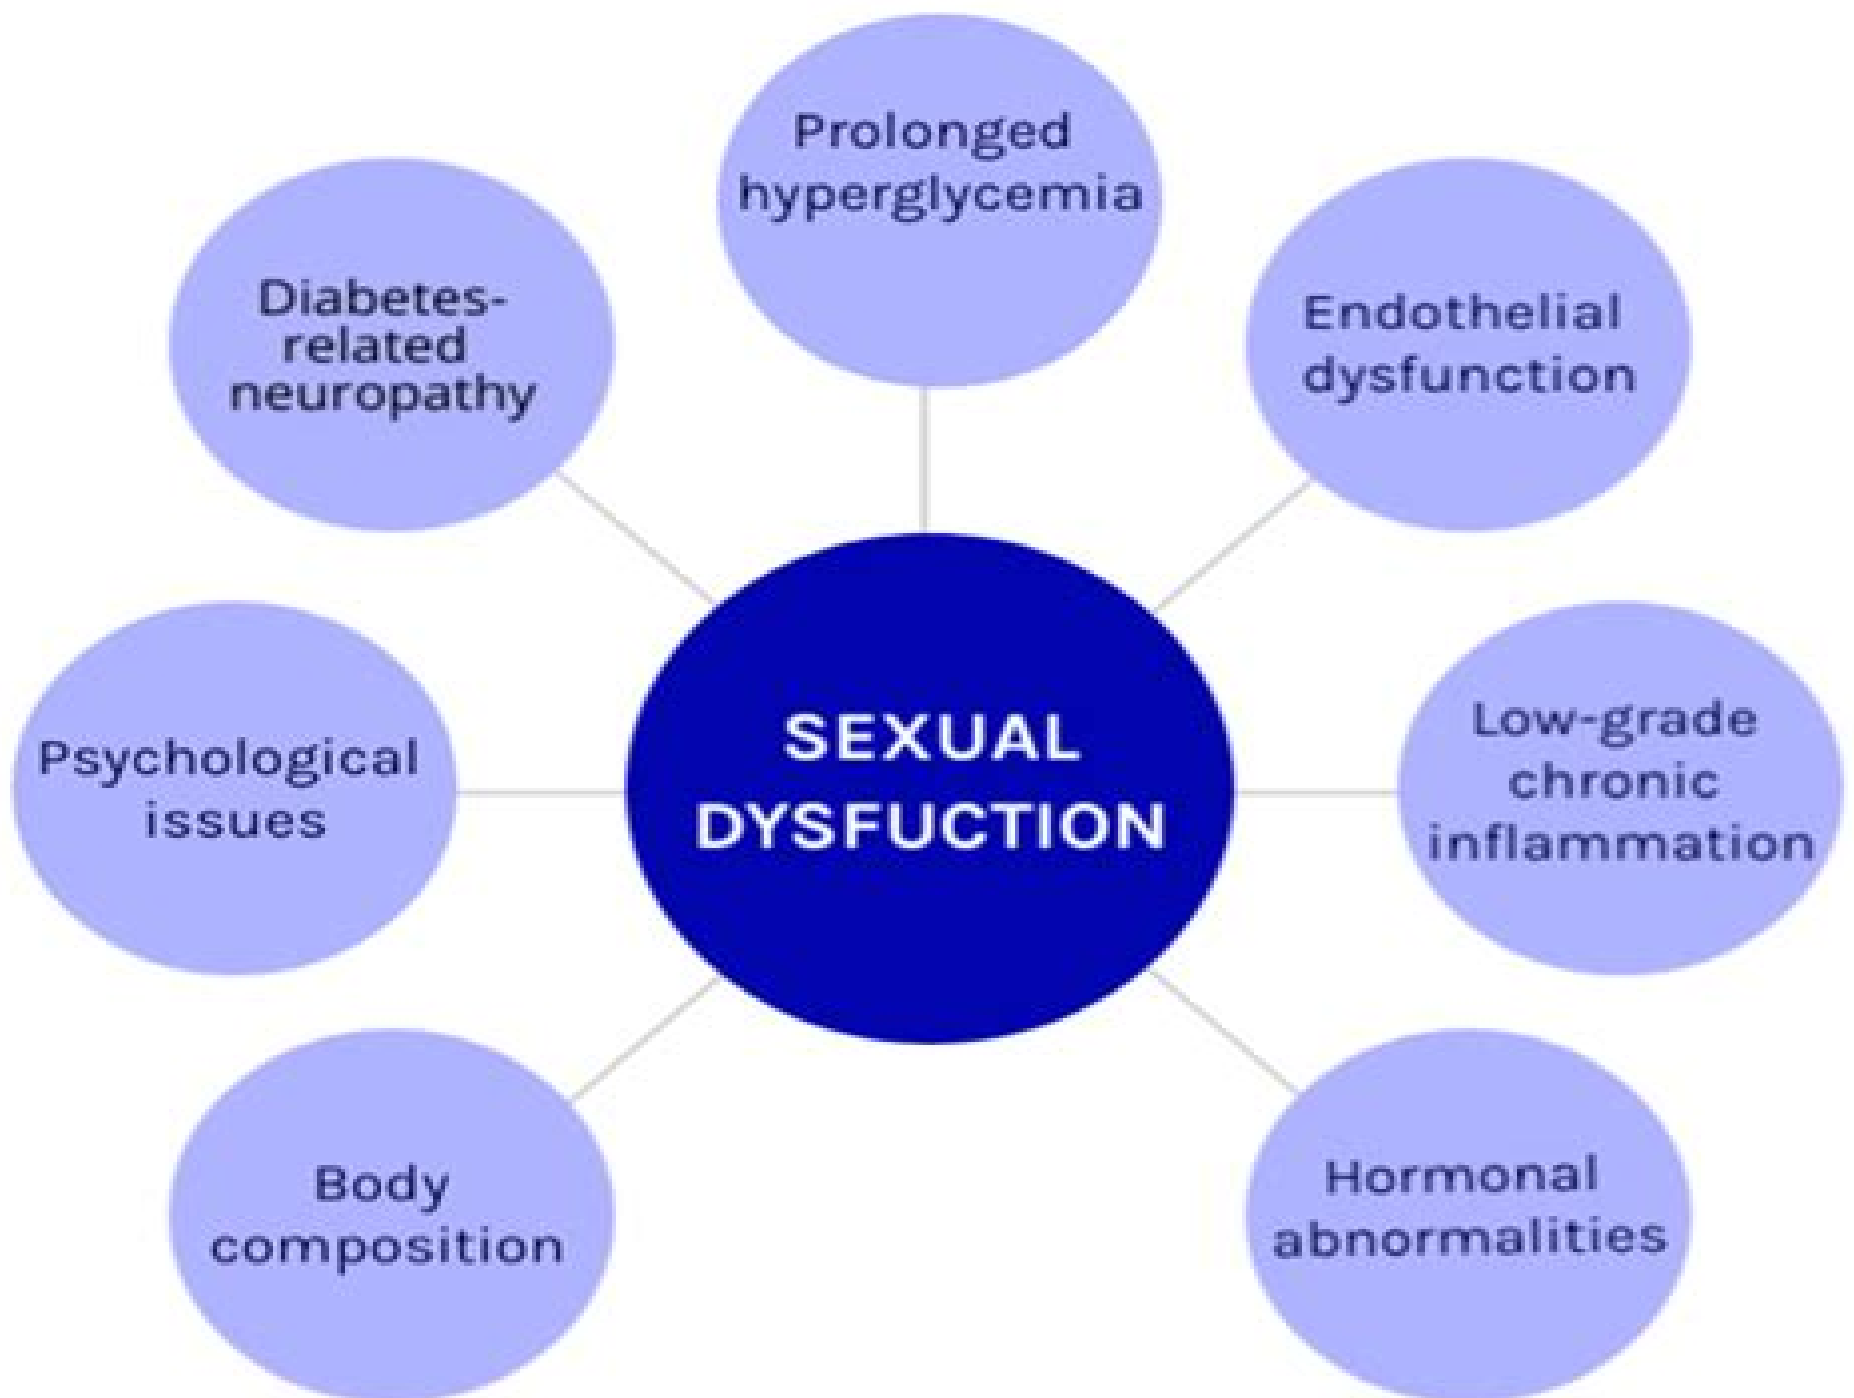 Prolonged
hyperglycemia
Endothelial
dysfunction
Low-grade
chronic
inflammation
Hormonal
abnormalities
Body
composition
Psychological
issues
Diabetes-
related
neuropathy
SEXUAL
DYSFUCTION